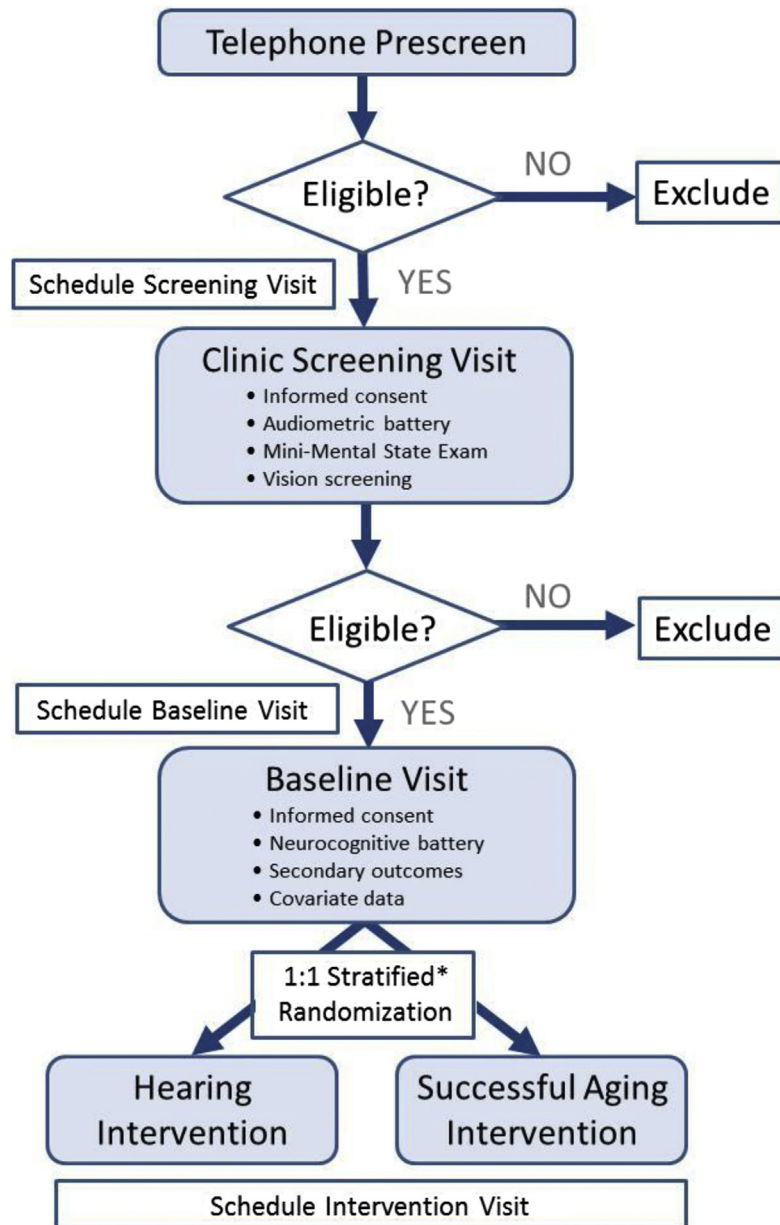 Telephone Prescreen
Eligible?
NO
Exclude
Schedule Screening Visit
YES
Clinic Screening Visit
• Informed consent
• Audiometric battery
• Mini-Mental State Exam
• Vision screening
Eligible?
NO
Exclude
Schedule Baseline Visit
YES
Baseline Visit
• Informed consent
• Neurocognitive battery
• Secondary outcomes
• Covariate data
1:1 Stratified*
Randomization
Hearing
Intervention
Successful Aging
Intervention
Schedule Intervention Visit